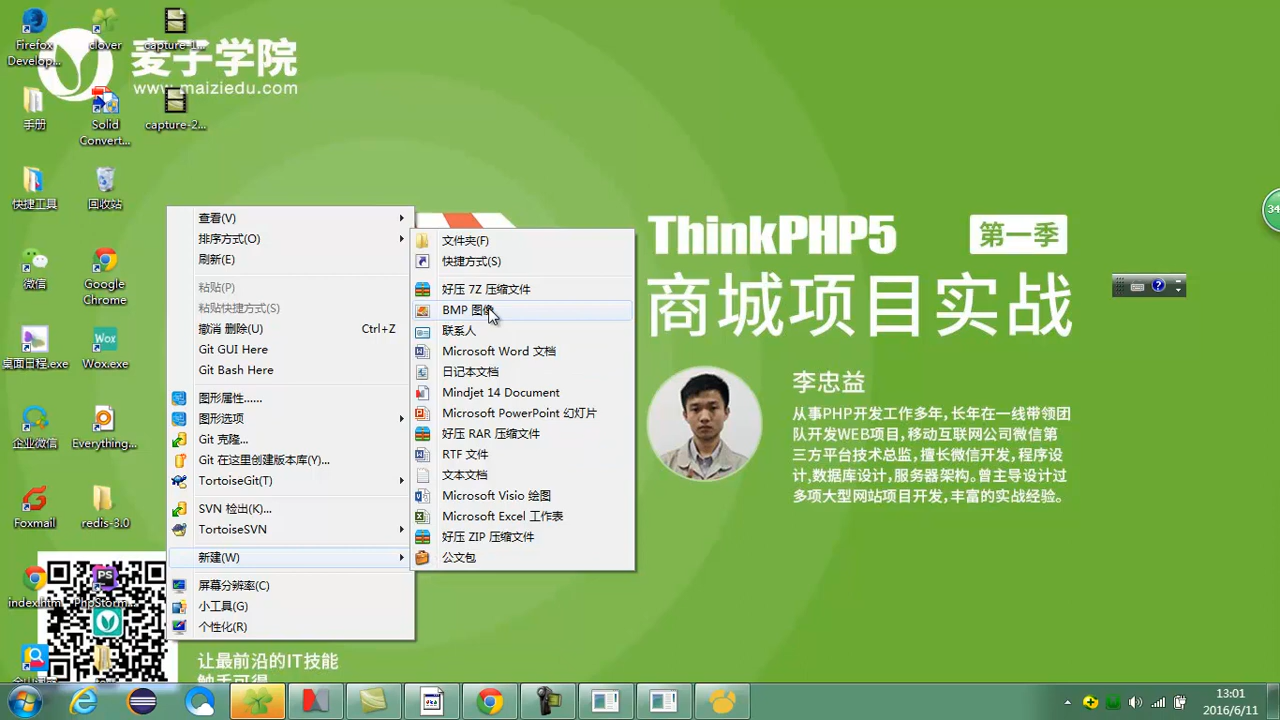 Firefox
Develop...
clover
capture-1...
麦子学院
www.maiziedu.com
手册
Solid
Convert...
capture-2...
快捷工具
回收站
微信
Google
Chrome
桌面日程.exe
Wox.exe
企业微信
Everything...
Foxmail
redis-3.0
index.htm
PhpStorm...
PS
查看(V)
排序方式(O)
刷新(E)
粘贴(P)
粘贴快捷方式(S)
撤消 删除(U) Ctrl+Z
Git GUI Here
Git Bash Here
图形属性......
图形选项
Git 克隆...
Git 在这里创建版本库(Y)...
TortoiseGit(T)
SVN 检出(K)...
TortoiseSVN
新建(W)
屏幕分辨率(C)
小工具(G)
个性化(R)
文件夹(F)
快捷方式(S)
好压 7Z 压缩文件
BMP 图像
联系人
Microsoft Word 文档
日记本文档
Mindjet 14 Document
Microsoft PowerPoint 幻灯片
好压 RAR 压缩文件
RTF 文件
文本文档
Microsoft Visio 绘图
Microsoft Excel 工作表
好压 ZIP 压缩文件
公文包
ThinkPHP5 第一季
商城项目实战
李忠益
从事PHP开发工作多年,长年在一线带领团
队开发WEB项目,移动互联网公司微信第
三方平台技术总监,擅长微信开发,程序设
计,数据库设计,服务器架构。曾主导设计过
多项大型网站项目开发,丰富的实战经验。
34
让最前沿的IT技能
触手可得
13:01
2016/6/11